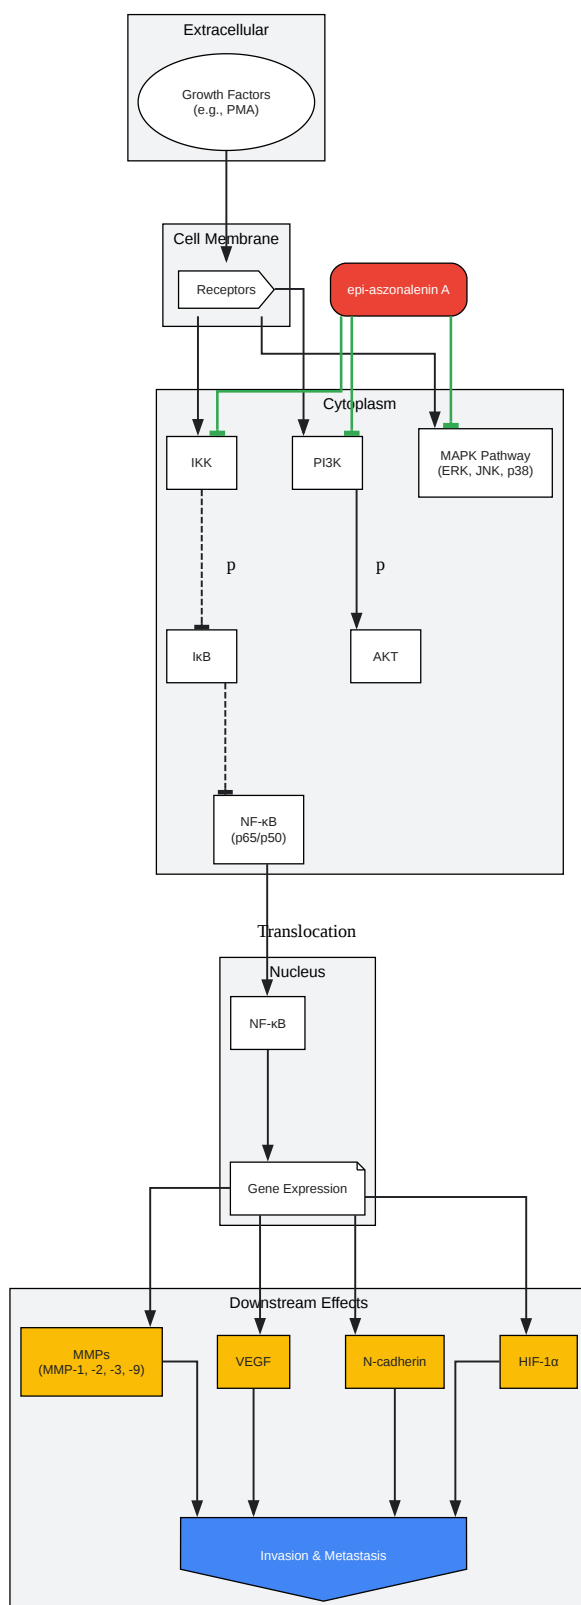 Extracellular
Growth Factors
(e.g., PMA)
Cell Membrane
Receptors
epi-aszonalenin A
Cytoplasm
IKK
PI3K
MAPK Pathway
(ERK, JNK, p38)
p
p
IκB
AKT
NF-κB
(p65/p50)
Translocation
Nucleus
NF-κB
Gene Expression
Downstream Effects
MMPs
(MMP-1, -2, -3, -9)
VEGF
N-cadherin
HIF-1α
Invasion & Metastasis